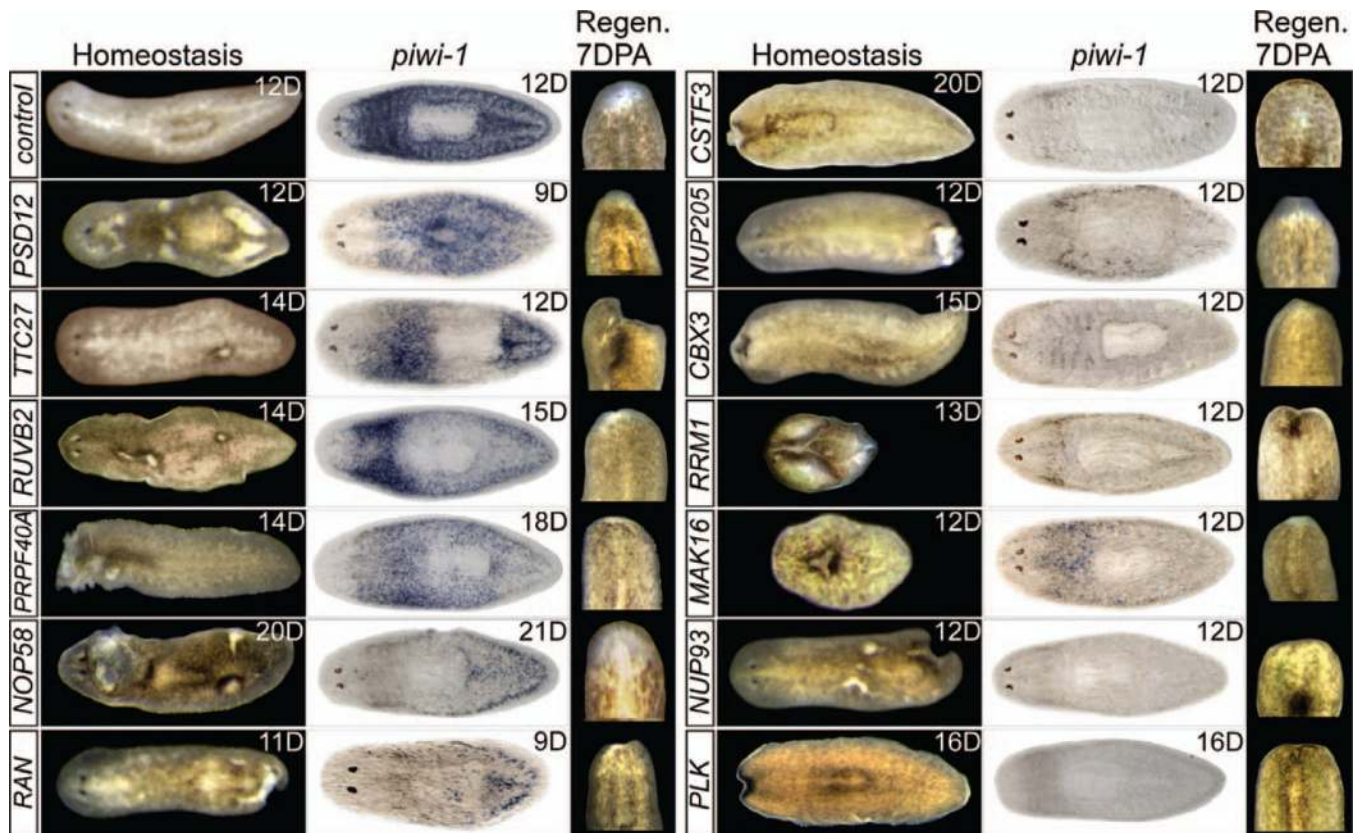 Homeostasis piwi-1 Regen. 7DPA Homeostasis piwi-1 Regen. 7DPA
control 12D 12D CSTF3 20D 12D
PSD12 12D 9D NUP205 12D 12D
TTC27 14D 12D CBX3 15D 12D
RUVB2 14D 15D RRM1 13D 12D
PRPF40A 14D 18D MAK16 12D 12D
NOP58 20D 21D NUP93 12D 12D
RAN 11D 9D PLK 16D 16D